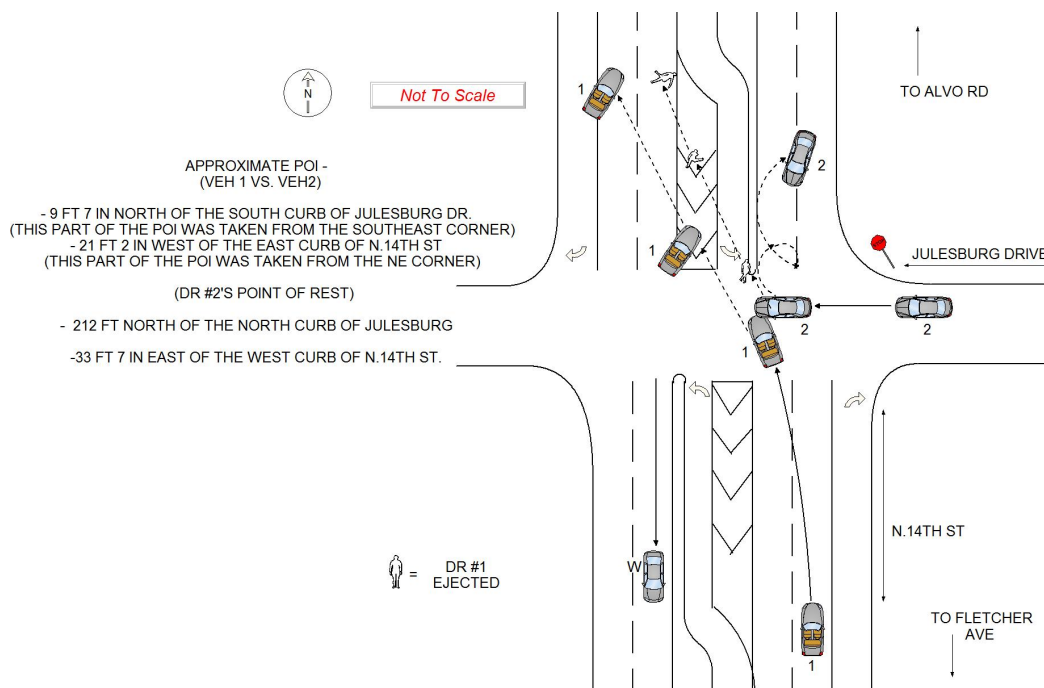 N
Not To Scale
TO ALVO RD
1
2
APPROXIMATE POI -
(VEH 1 VS. VEH2)
- 9 FT 7 IN NORTH OF THE SOUTH CURB OF JULESBURG DR.
(THIS PART OF THE POI WAS TAKEN FROM THE SOUTHEAST CORNER)
- 21 FT 2 IN WEST OF THE EAST CURB OF N.14TH ST
(THIS PART OF THE POI WAS TAKEN FROM THE NE CORNER)
(DR #2'S POINT OF REST)
- 212 FT NORTH OF THE NORTH CURB OF JULESBURG
-33 FT 7 IN EAST OF THE WEST CURB OF N.14TH ST.
1
JULESBURG DRIVE
2
2
1
N.14TH ST
W
= DR #1
EJECTED
TO FLETCHER
AVE
1